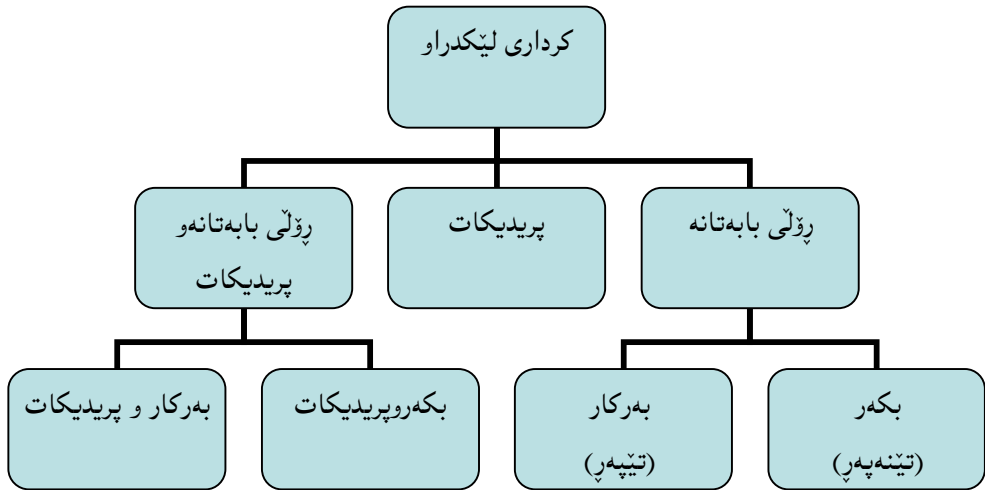 کرداری لێکدراو
ڕۆڵی بابەتانە
پریدیکات
ڕۆڵی بابەتانەو
پریدیکات
بکەر
(تێنەپەڕ)
بەرکار
(تێپەڕ)
بکەروپریدیکات
بەرکار و پریدیکات